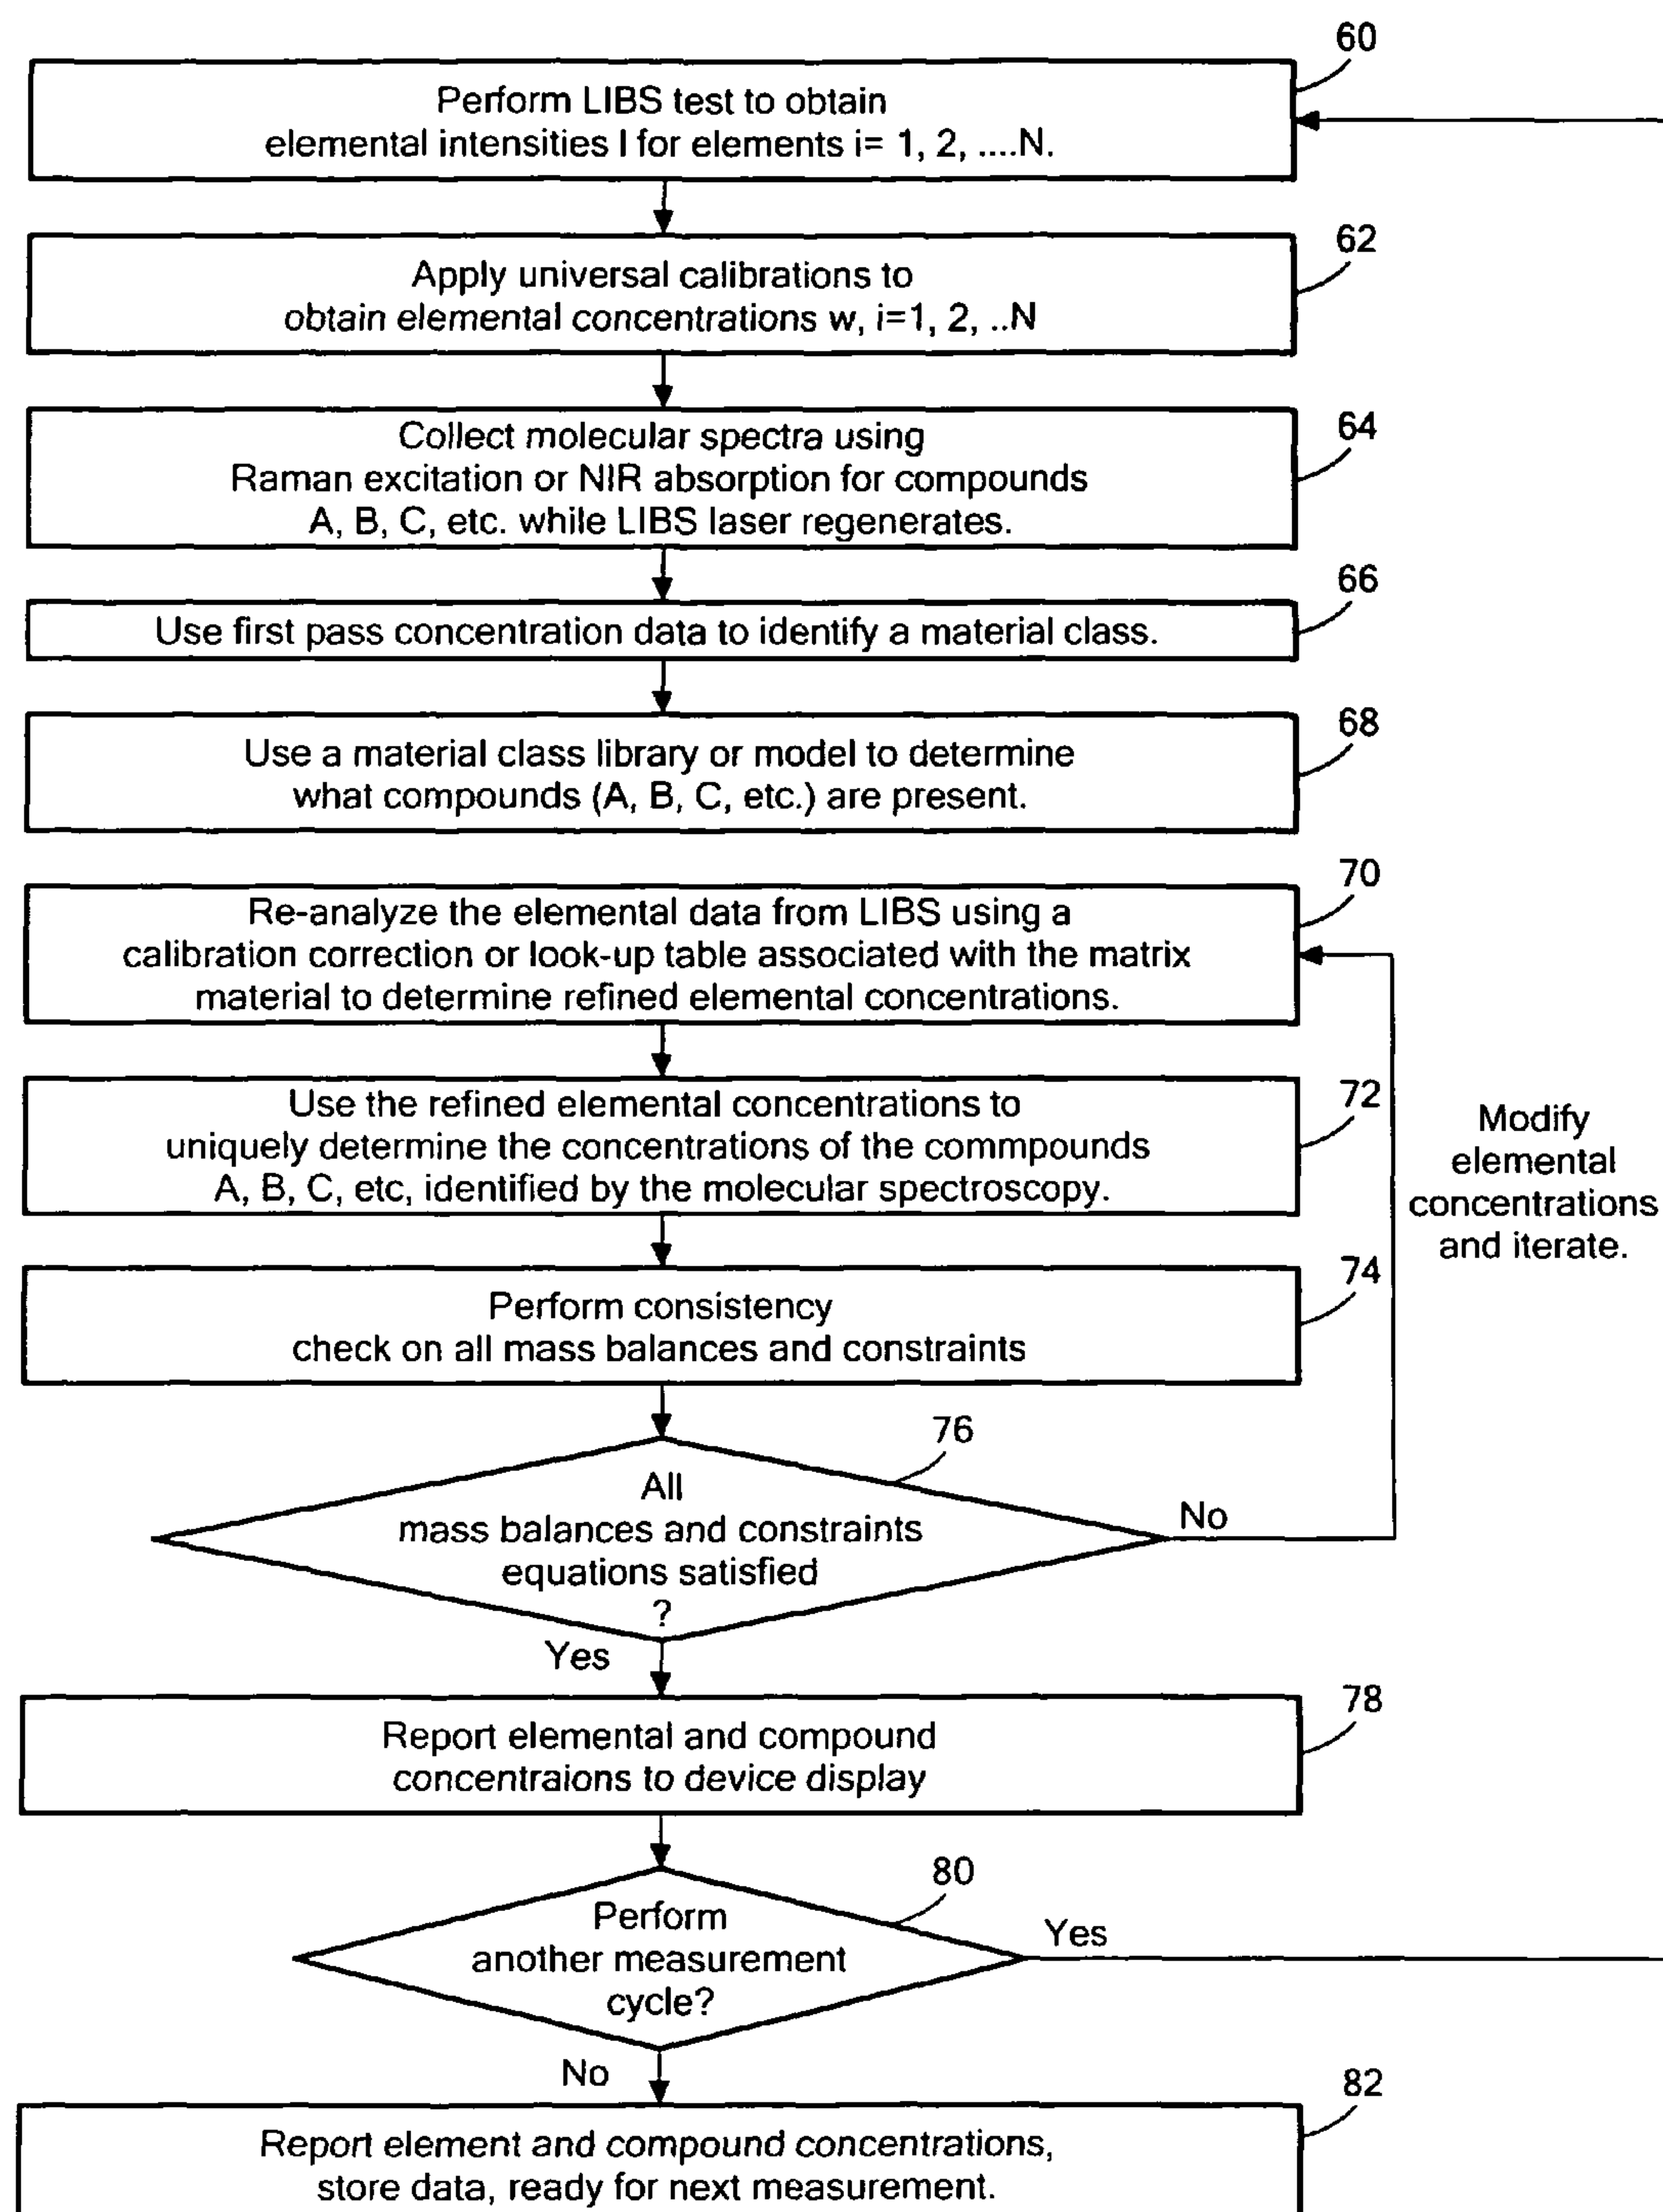 60
Perform LIBS test to obtain
elemental intensities I for elements i= 1, 2, ....N.
62
Apply universal calibrations to
obtain elemental concentrations w, i=1, 2, ..N
64
Collect molecular spectra using
Raman excitation or NIR absorption for compounds
A, B, C, etc. while LIBS laser regenerates.
66
Use first pass concentration data to identify a material class.
68
Use a material class library or model to determine
what compounds (A, B, C, etc.) are present.
70
Re-analyze the elemental data from LIBS using a
calibration correction or look-up table associated with the matrix
material to determine refined elemental concentrations.
72
Use the refined elemental concentrations to
uniquely determine the concentrations of the commpounds
A, B, C, etc, identified by the molecular spectroscopy.
Modify
elemental
concentrations
and iterate.
74
Perform consistency
check on all mass balances and constraints
76
All
mass balances and constraints
equations satisfied
?
No
Yes
78
Report elemental and compound
concentraions to device display
80
Perform
another measurement
cycle?
Yes
No
82
Report element and compound concentrations,
store data, ready for next measurement.